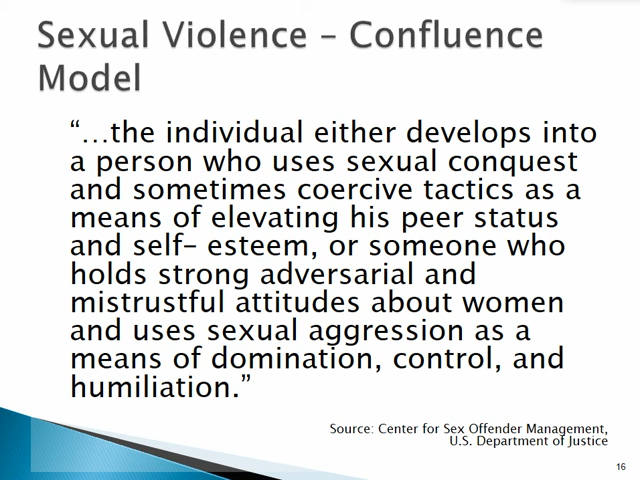 Sexual Violence – Confluence
Model
“…the individual either develops into
a person who uses sexual conquest
and sometimes coercive tactics as a
means of elevating his peer status
and self– esteem, or someone who
holds strong adversarial and
mistrustful attitudes about women
and uses sexual aggression as a
means of domination, control, and
humiliation.”
Source: Center for Sex Offender Management,
U.S. Department of Justice
16